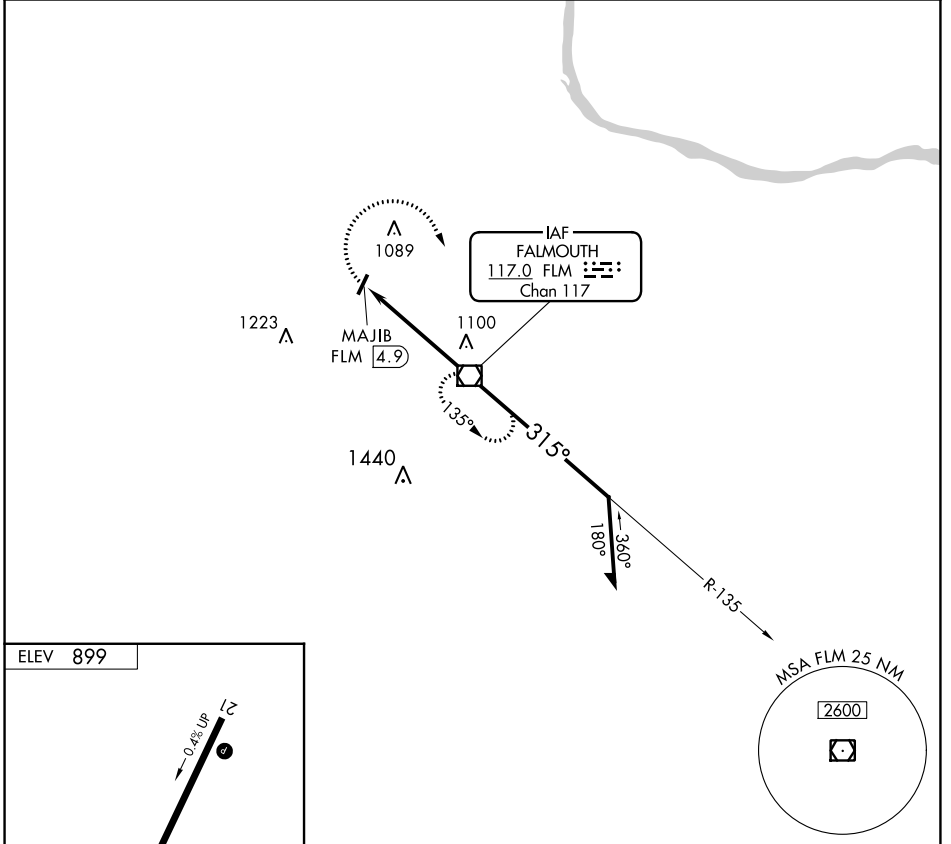 IAF
FALMOUTH
117.0 FLM
Chan 117
1089
1223
MAJIB
FLM 4.9
1100
135°
315°
1440
180°
360°
R-135
MSA FLM 25 NM
2600
ELEV 899
21
0.4% UP
P